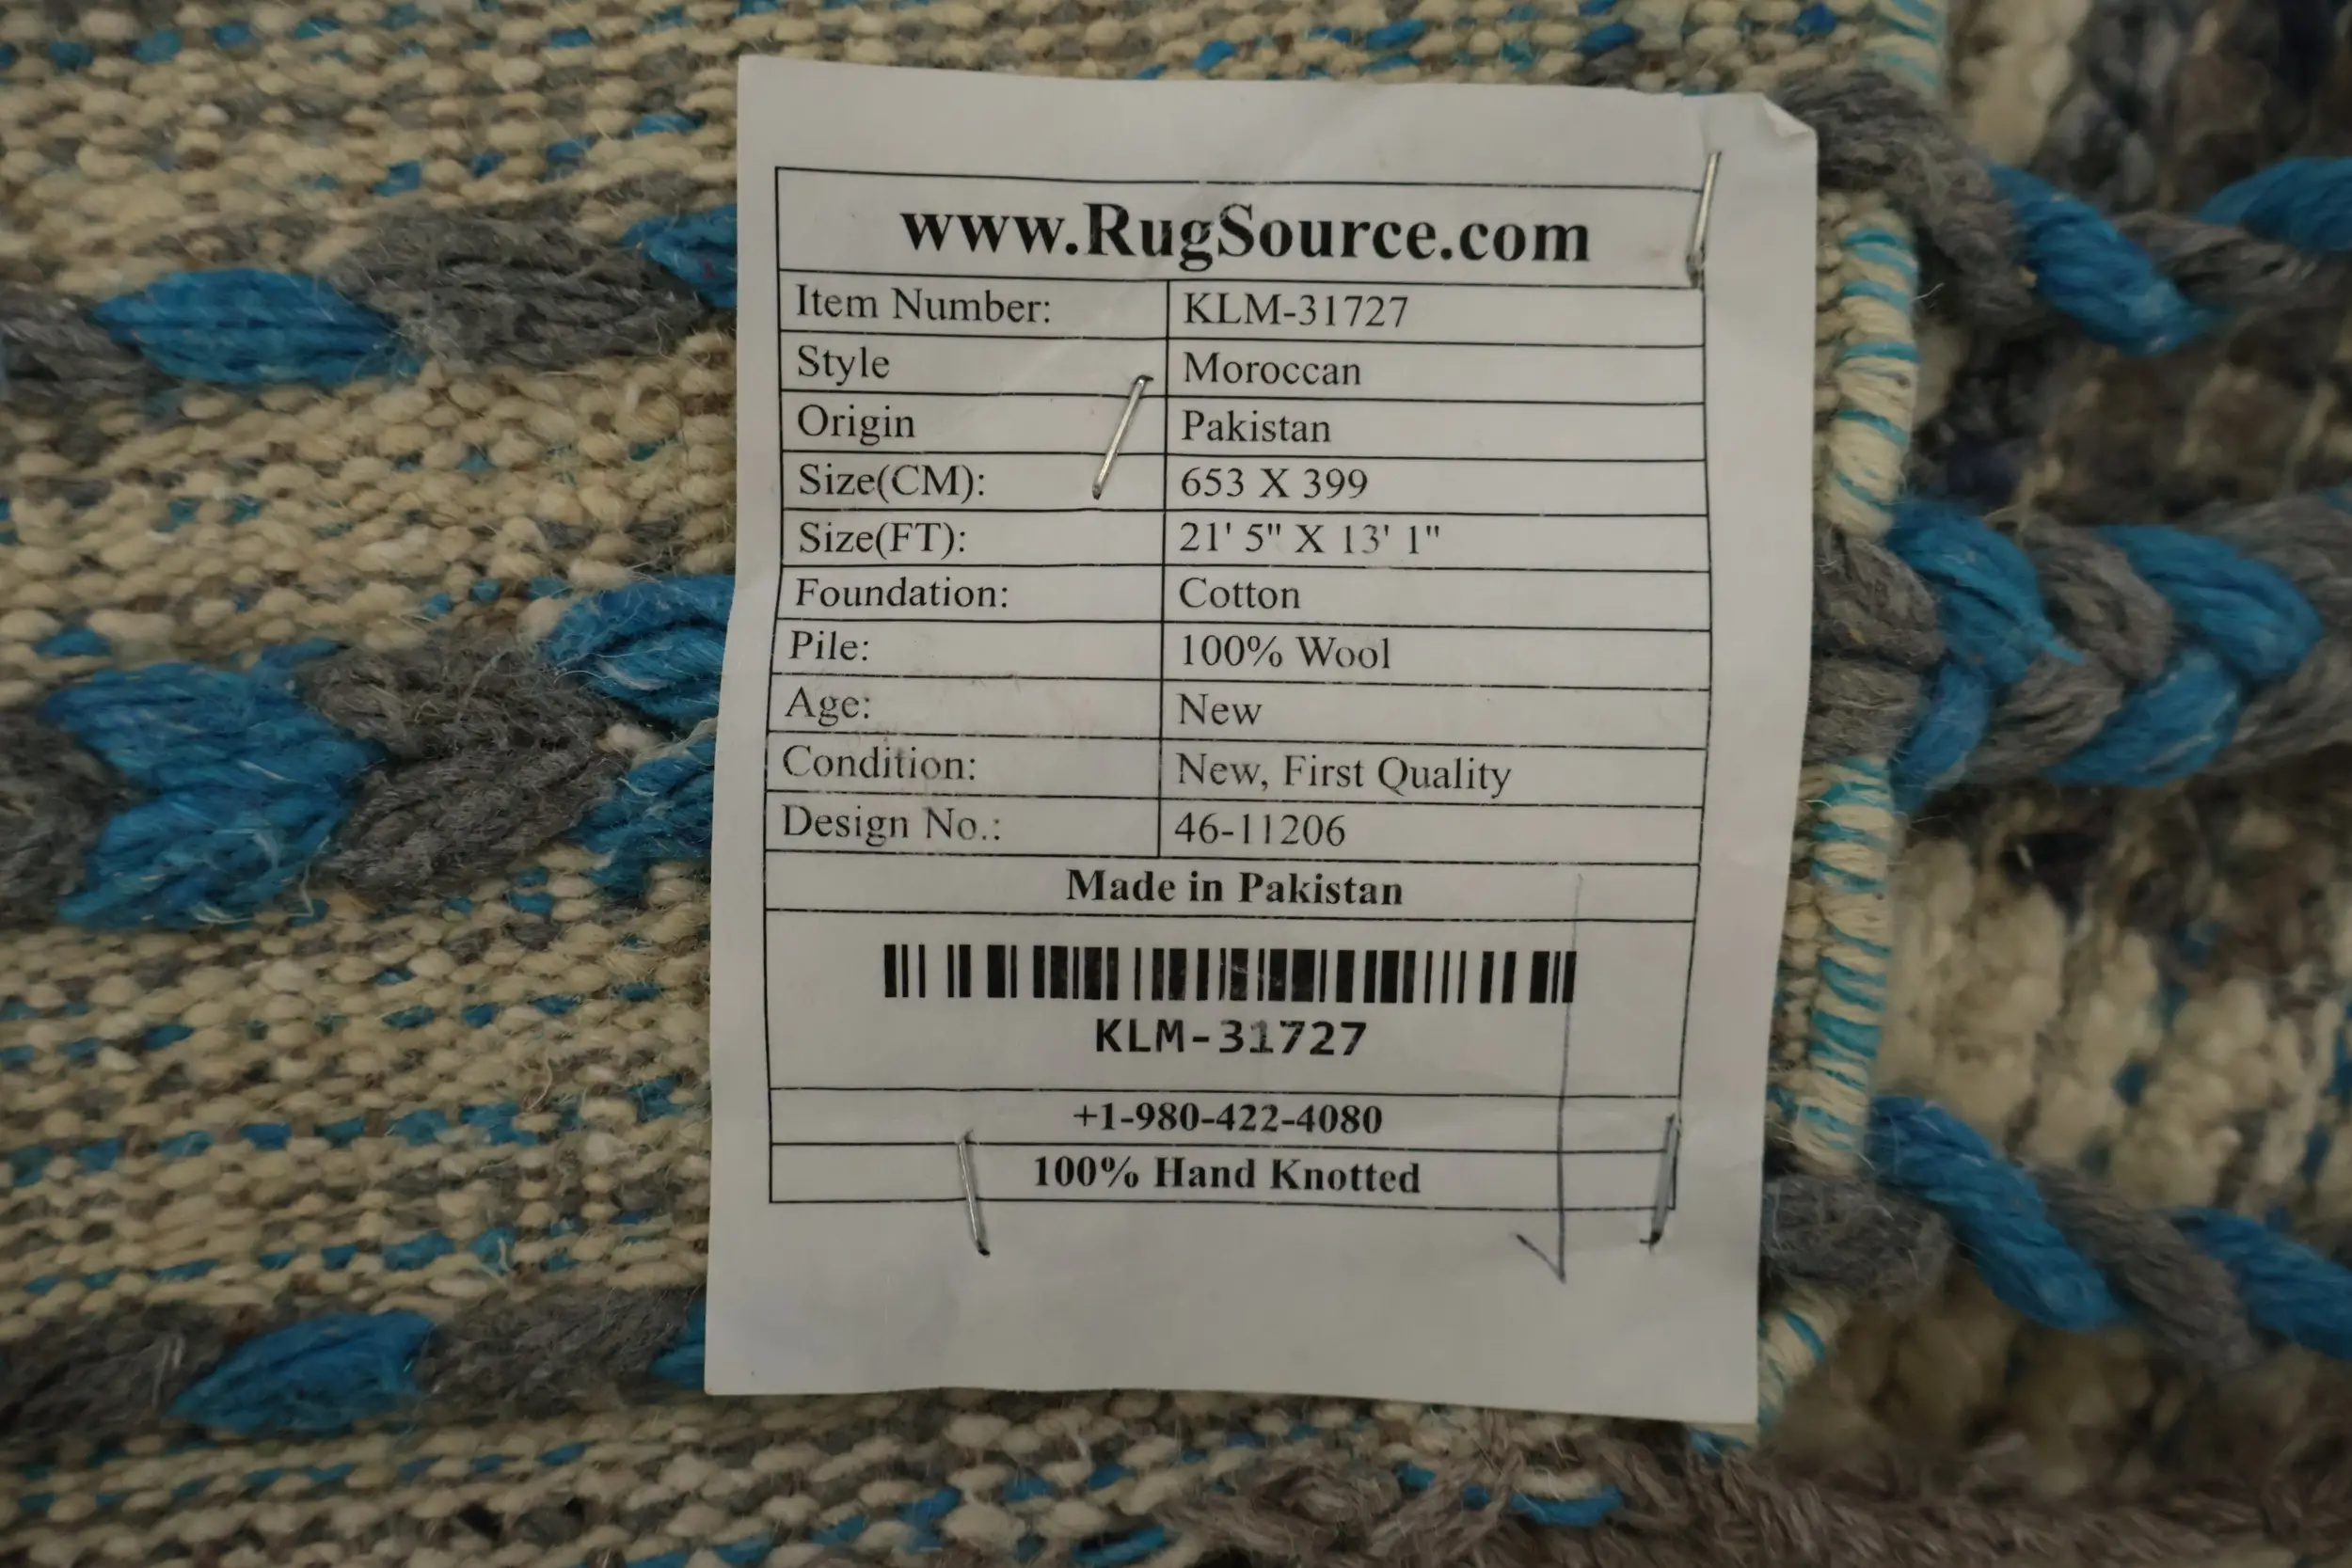 www.RugSource.com
Item Number: KLM-31727
Style Moroccan
Origin Pakistan
Size(CM): 653 X 399
Size(FT): 21' 5" X 13' 1"
Foundation: Cotton
Pile: 100% Wool
Age: New
Condition: New, First Quality
Design No.: 46-11206
Made in Pakistan
KLM-31727
+1-980-422-4080
100% Hand Knotted